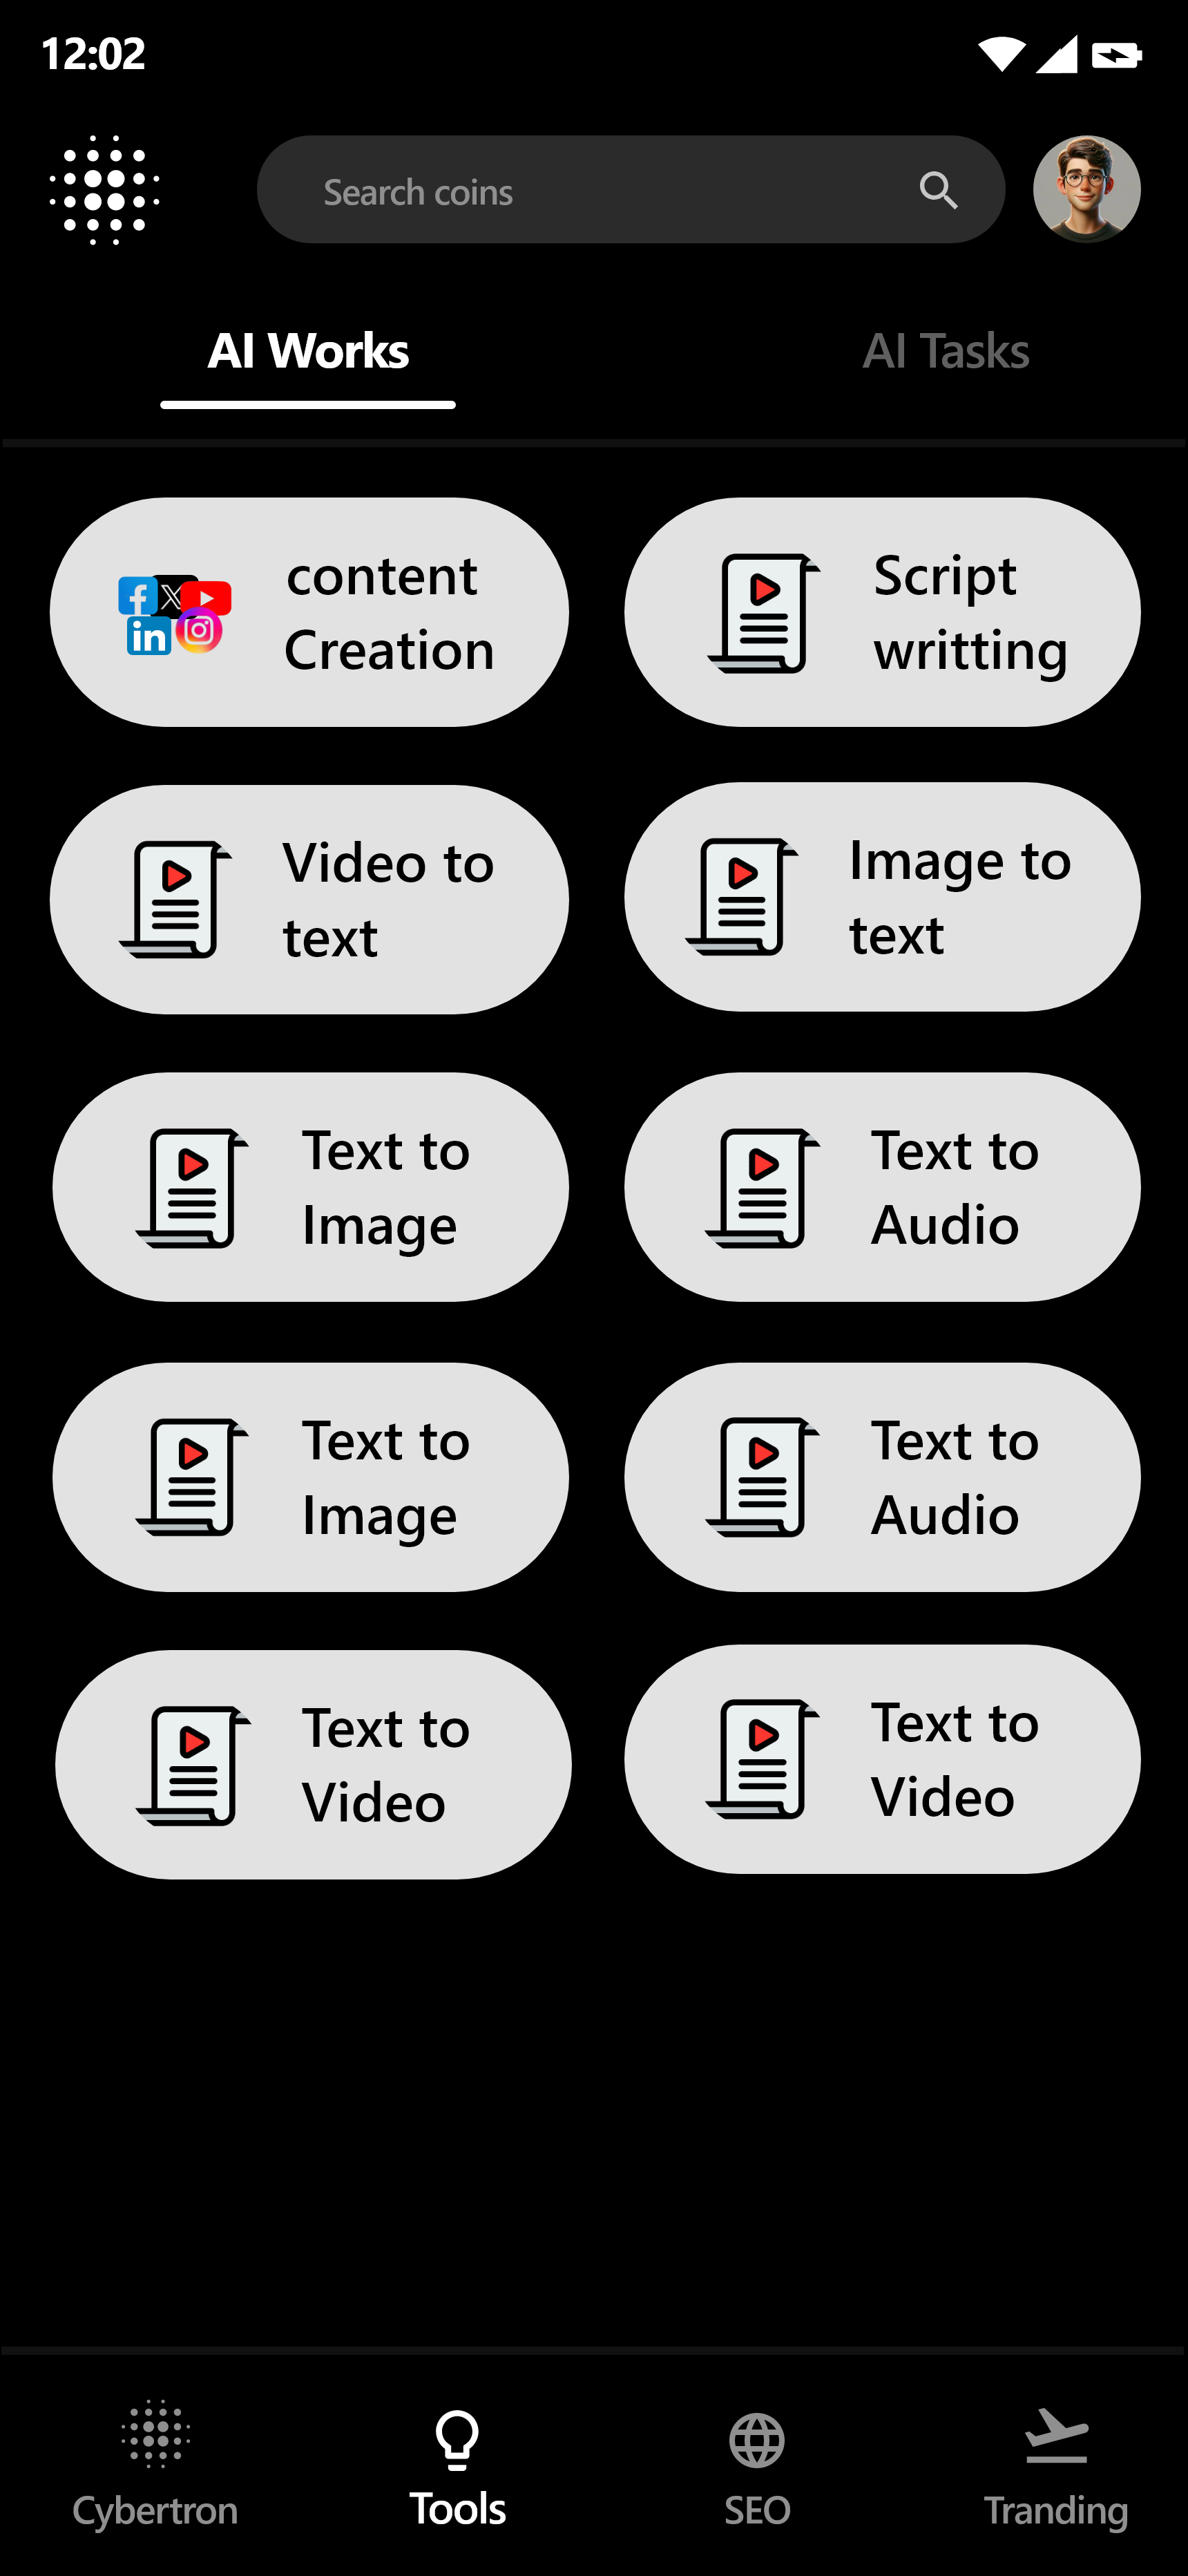 12:02
Search coins
AI Works
AI Tasks
content
Creation
Script
writting
Video to
text
Image to
text
Text to
Image
Text to
Audio
Text to
Image
Text to
Audio
Text to
Video
Text to
Video
Cybertron
Tools
SEO
Tranding